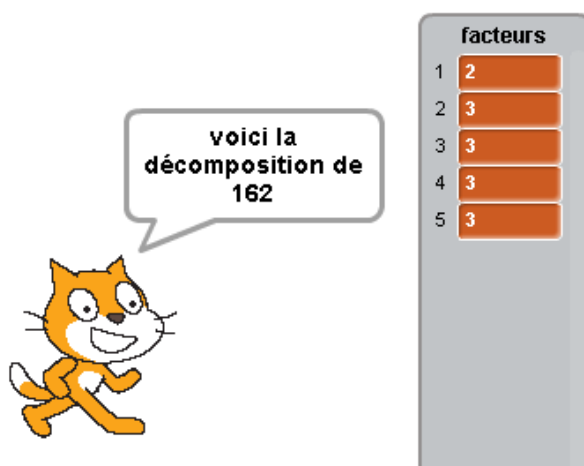 voici la
décomposition de
162
facteurs
1 2
2 3
3 3
4 3
5 3